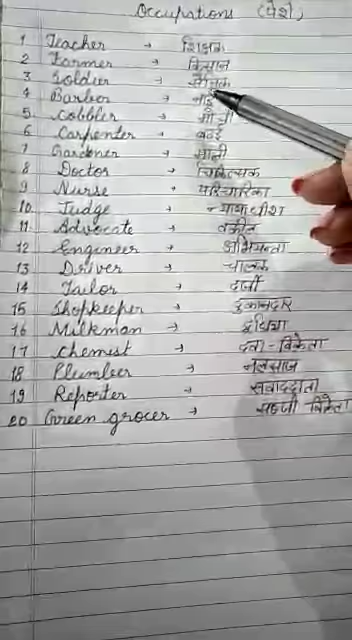 Occupations (पेशे)
1 Teacher → शिक्षक
2 Farmer → किसान
3 Soldier → सैनिक
4 Barber → नाई
5. Cobbler → मोची
6 Carpenter → बढ़ई
7 Gardener → माली
8 Doctor → चिकित्सक
9 Nurse • परिचारिका
10. Judge • न्यायाधीश
11 Advocate • वकील
12 Engineer → अभियन्ता
13 Driver → चालक
14 Tailor → दर्जी
15 Shopkeeper → दुकानदार
16 Milkman →
17 Chemist → दवा-विक्रेता
18 Plumber → नलसाज
19 Reporter → संवाददाता
20 Green grocer → सब्जी-विक्रेता